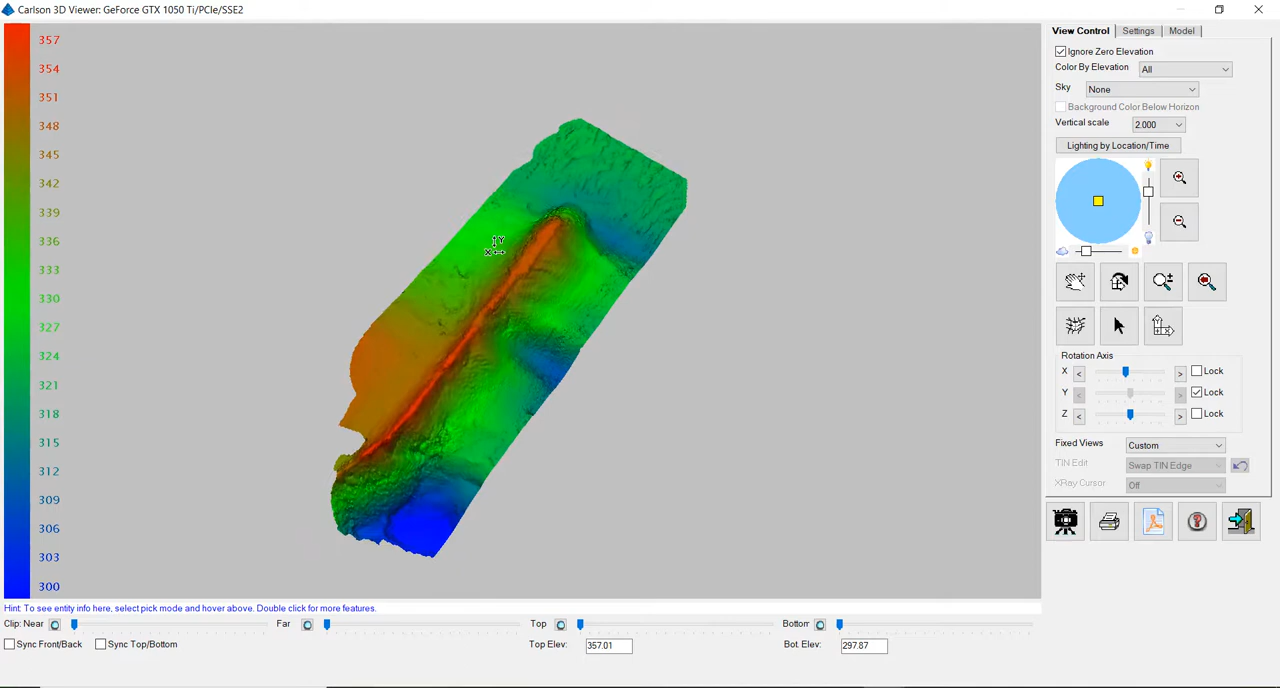 Carlson 3D Viewer: GeForce GTX 1050 Ti/PCIe/SSE2
357
354
351
348
345
342
339
336
333
330
327
324
321
318
315
312
309
306
303
300
Y
X
View Control Settings Model
Ignore Zero Elevation
Color By Elevation All
Sky None
Background Color Below Horizon
Vertical scale 2.000
Lighting by Location/Time
Rotation Axis
X < > Lock
Y < > Lock
Z < > Lock
Fixed Views Custom
TIN Edit Swap TIN Edge
XRay Cursor Off
Hint: To see entity info here, select pick mode and hover above. Double click for more features.
Clip: Near Far Top Bottom
Sync Front/Back Sync Top/Bottom Top Elev: 357.01 Bot. Elev: 297.87